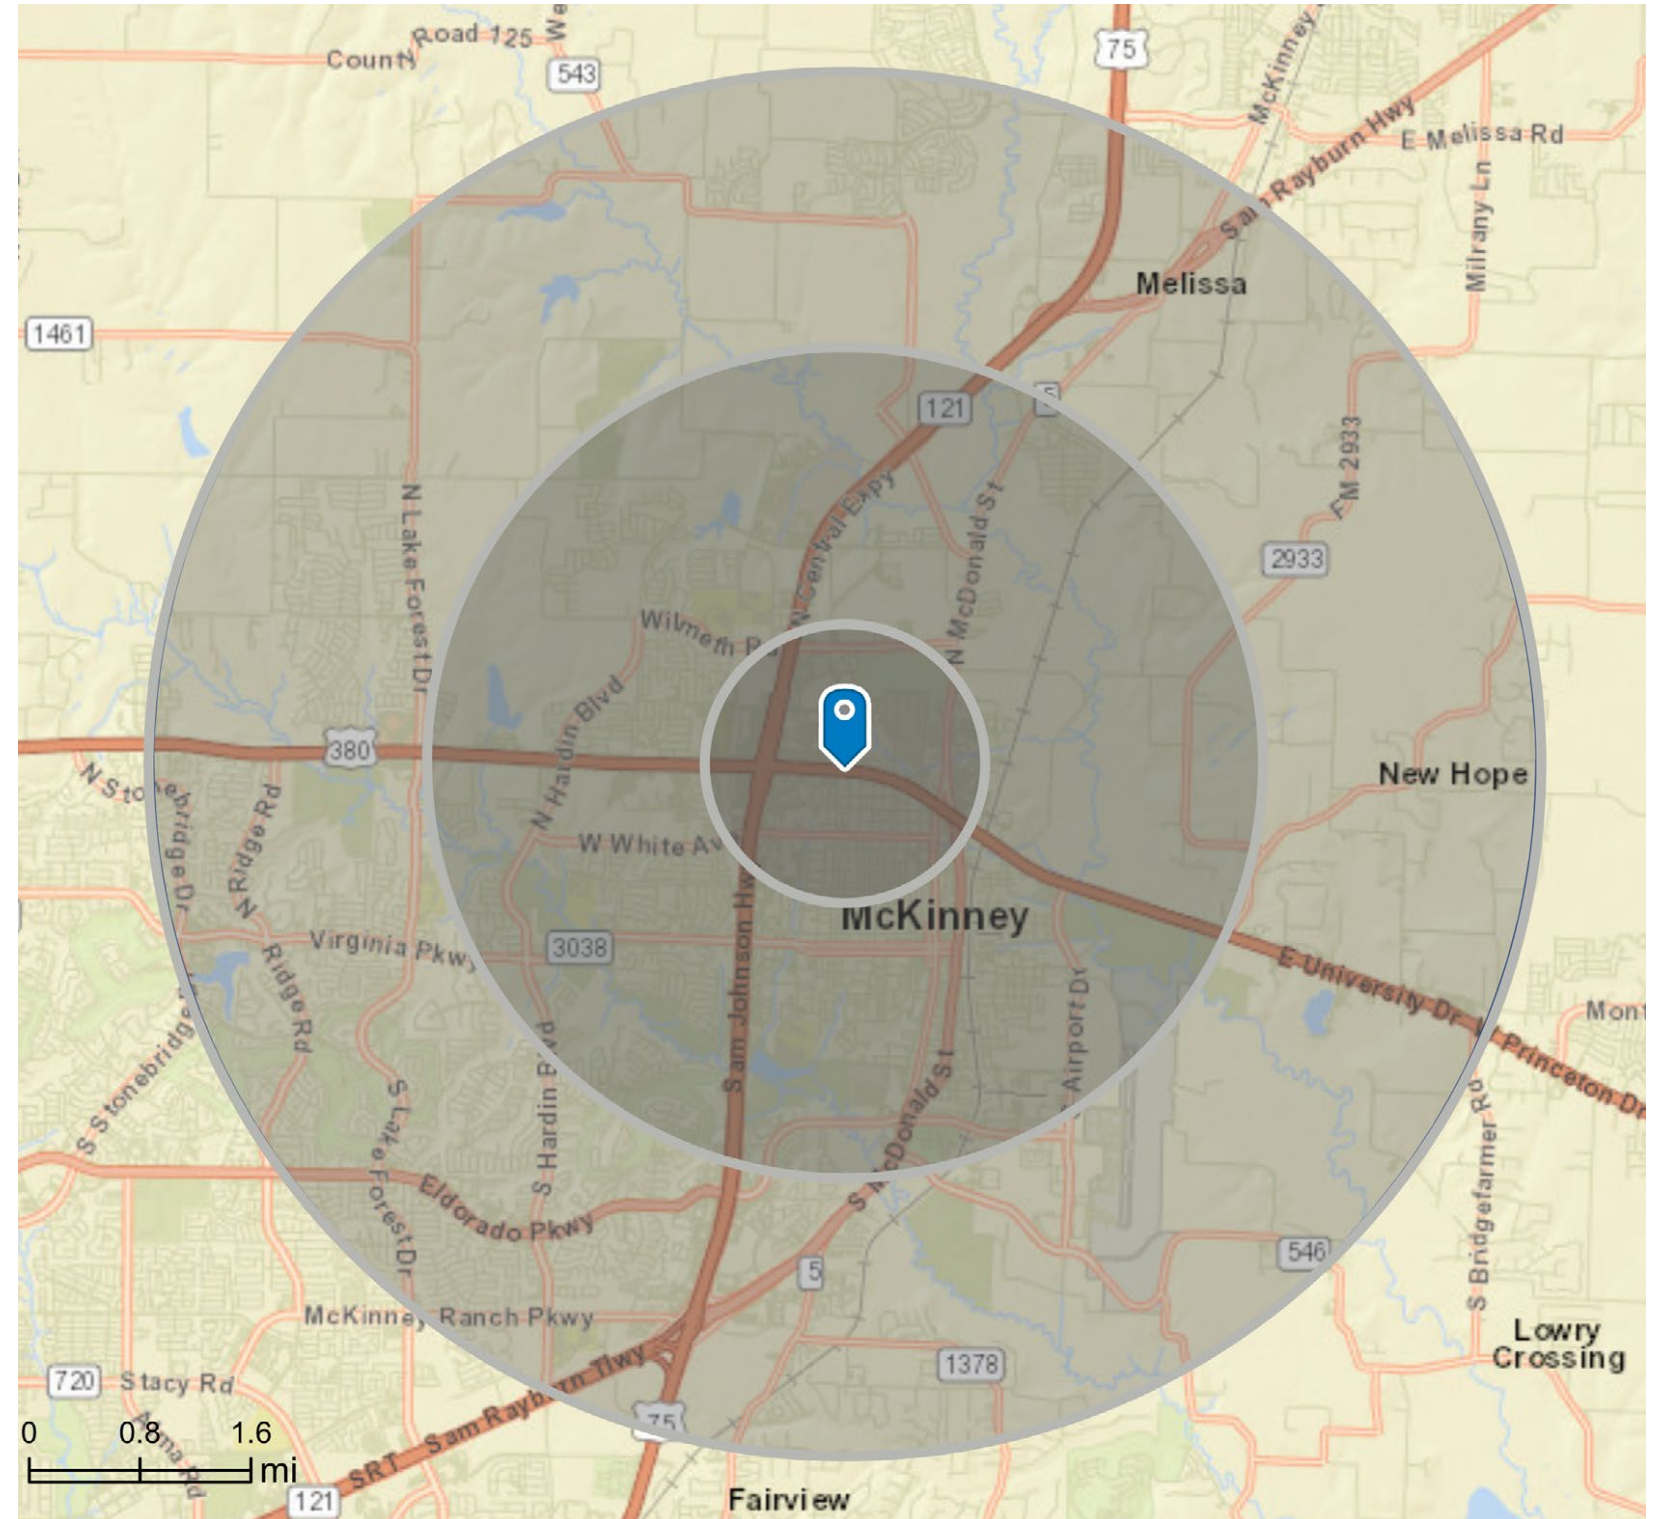 County Road 125
543
75
E Melissa Rd
Sam Rayburn Hwy
Milrany Ln
Melissa
1461
121
5
FM 2933
N Central Expy
N McDonald St
N Lake Forest Dr
2933
Wilmeth Rd
N Hardin Blvd
380
New Hope
N Stonebridge Dr
N Ridge Rd
W White Av
McKinney
3038
Virginia Pkwy
Ridge Rd
Sam Johnson Hwy
E University Dr
W Princeton Dr
S Airport Dr
S Stonebridge
S Lake Forest Dr
S Hardin Blvd
S McDonald St
Eldorado Pkwy
S Bridgefarmer Rd
546
5
McKinney Ranch Pkwy
Lowry
Crossing
1378
720
Stacy Rd
Alma Rd
SRT
Sam Rayburn Tlwy
75
121
Fairview
0 0.8 1.6
mi